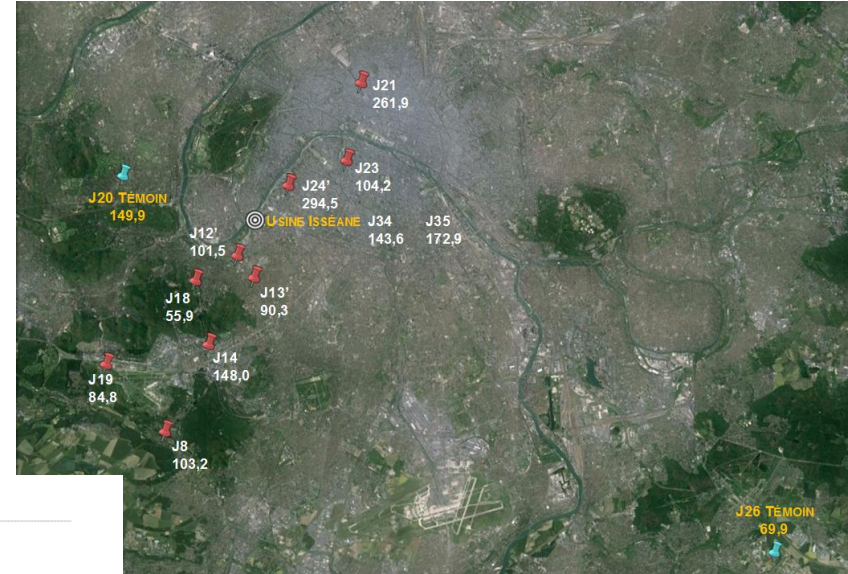 J21
261,9
J23
104,2
J24’
294,5
J20 TÉMOIN
149,9
USINE ISSÉANE
J34
143,6
J35
172,9
J12’
101,5
J18
55,9
J13’
90,3
J14
148,0
J19
84,8
J8
103,2
J26 TÉMOIN
69,9